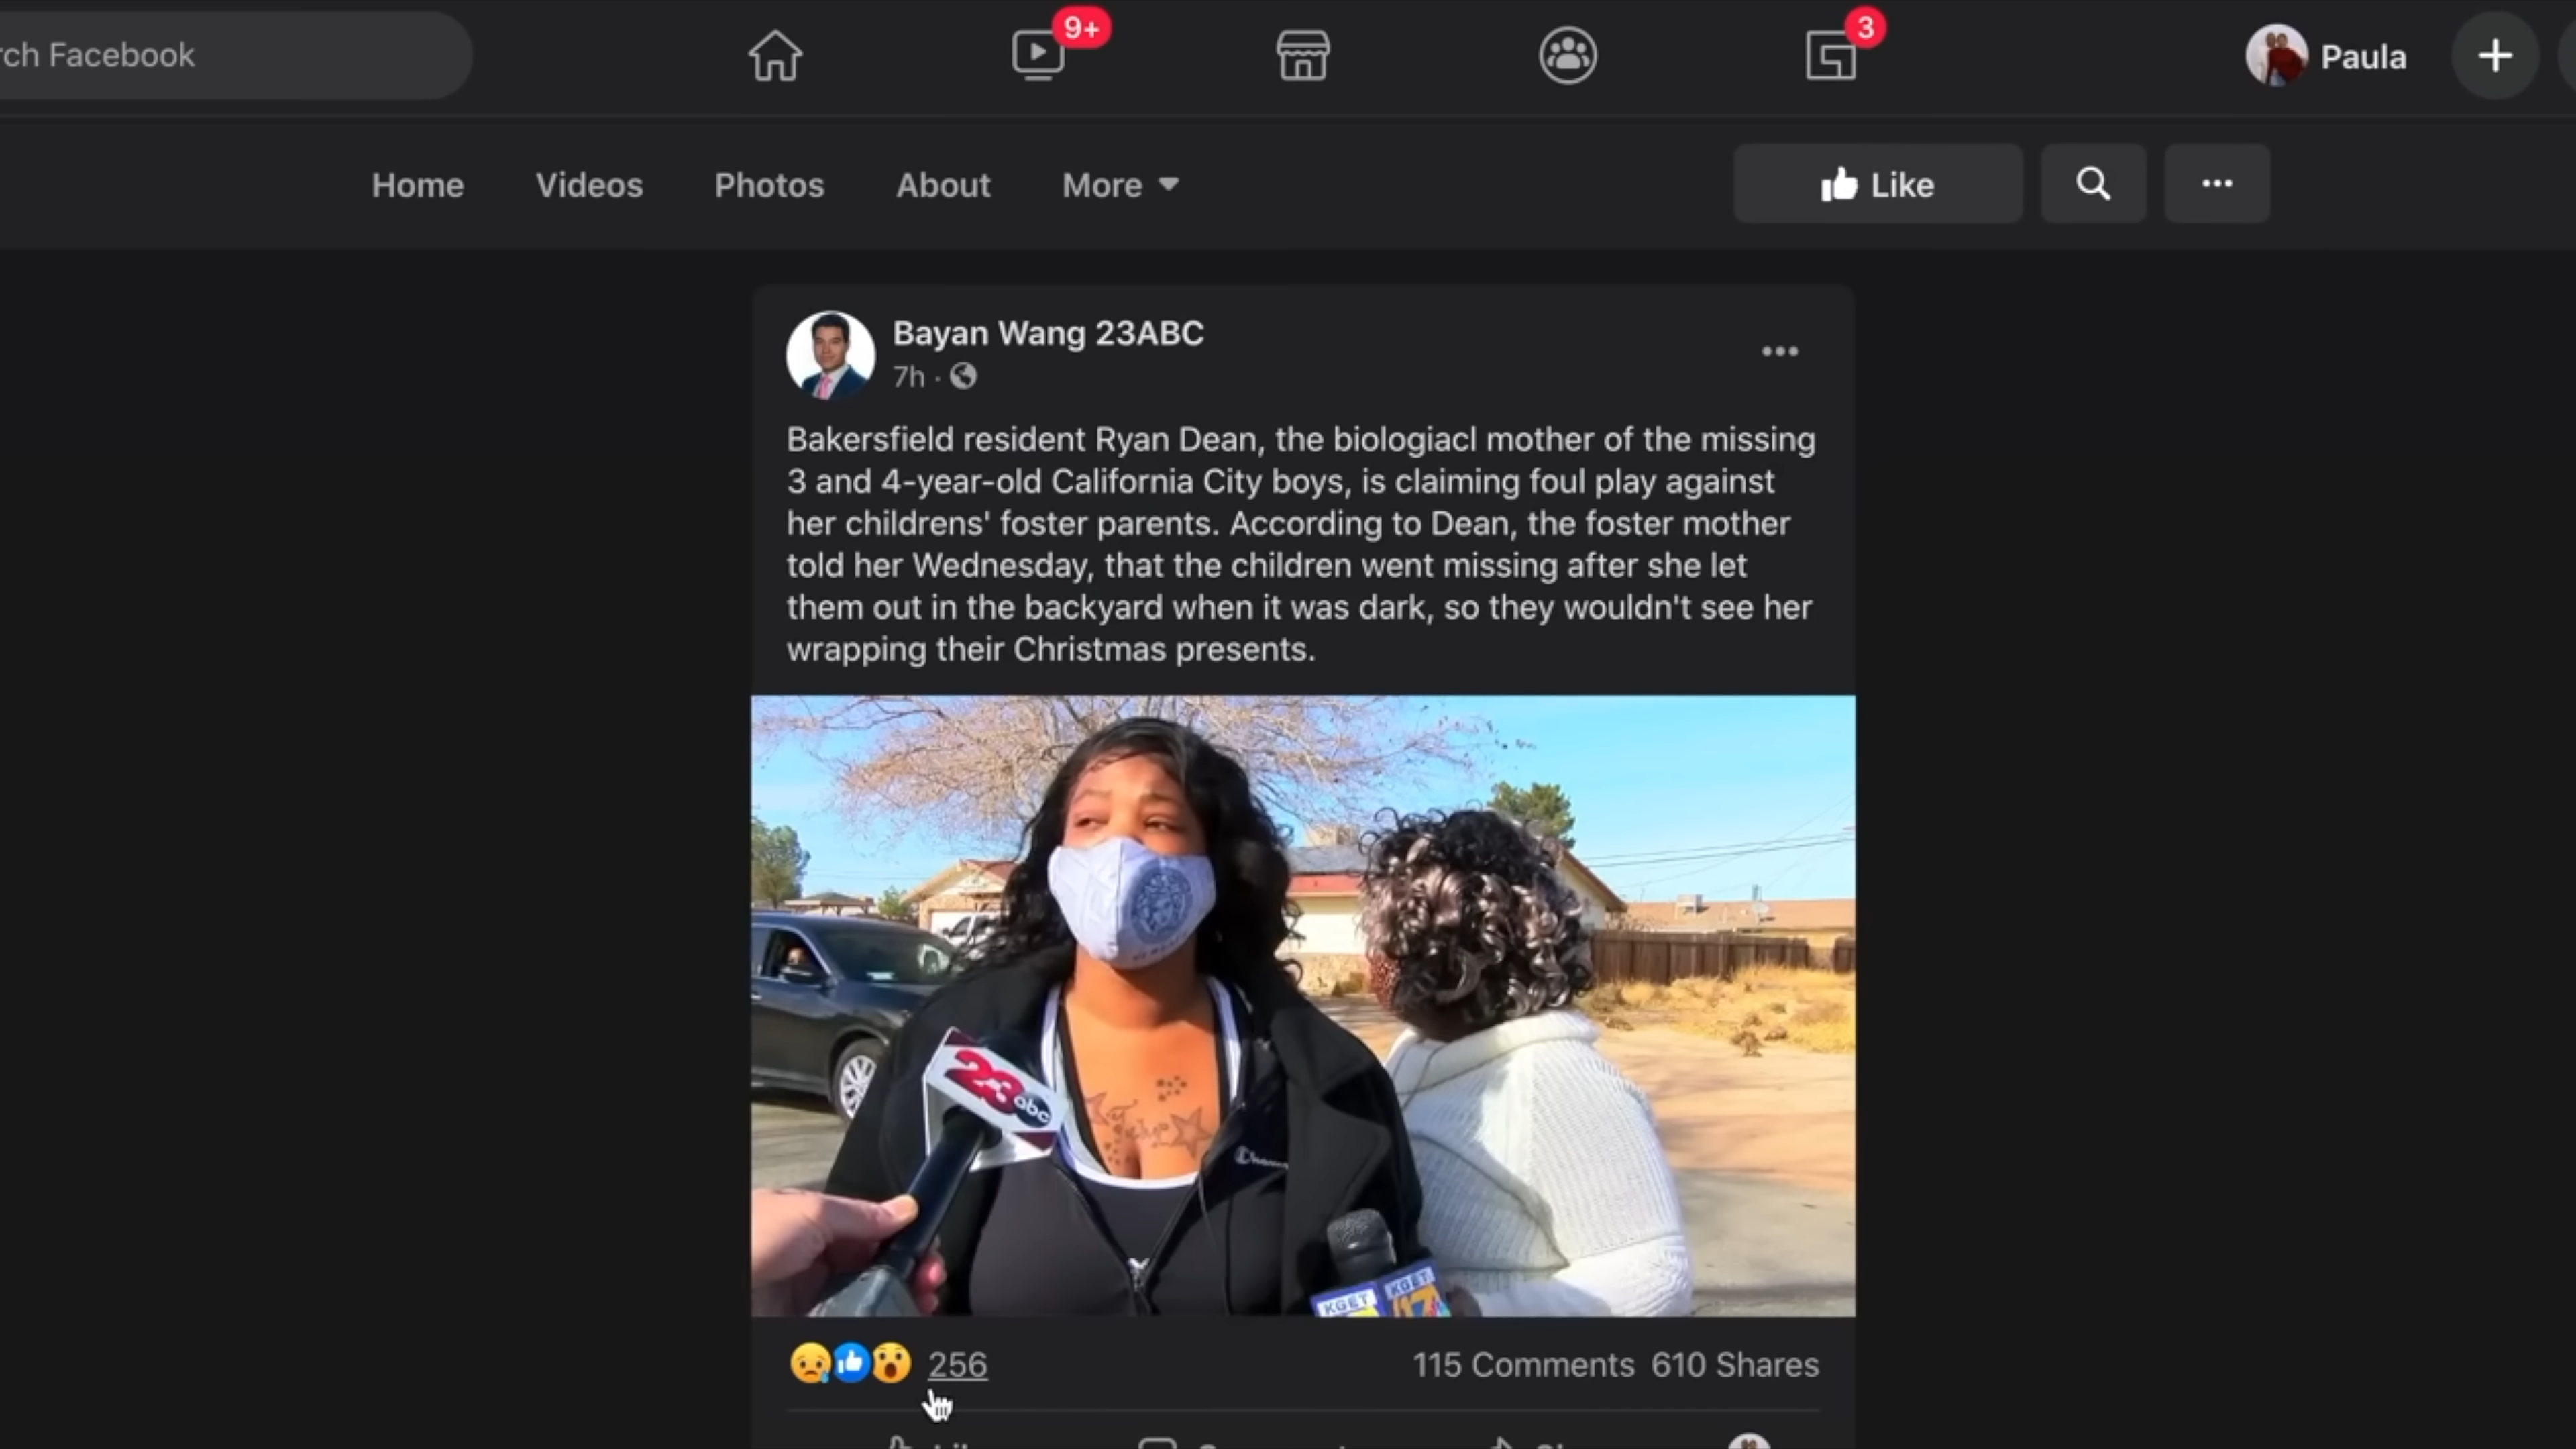 rch Facebook
9+
3
Paula
Home
Videos
Photos
About
More
Like
Bayan Wang 23ABC
7h ·
Bakersfield resident Ryan Dean, the biologiacl mother of the missing
3 and 4-year-old California City boys, is claiming foul play against
her childrens' foster parents. According to Dean, the foster mother
told her Wednesday, that the children went missing after she let
them out in the backyard when it was dark, so they wouldn't see her
wrapping their Christmas presents.
23
abc
KGET
KGET
17
256
115 Comments 610 Shares